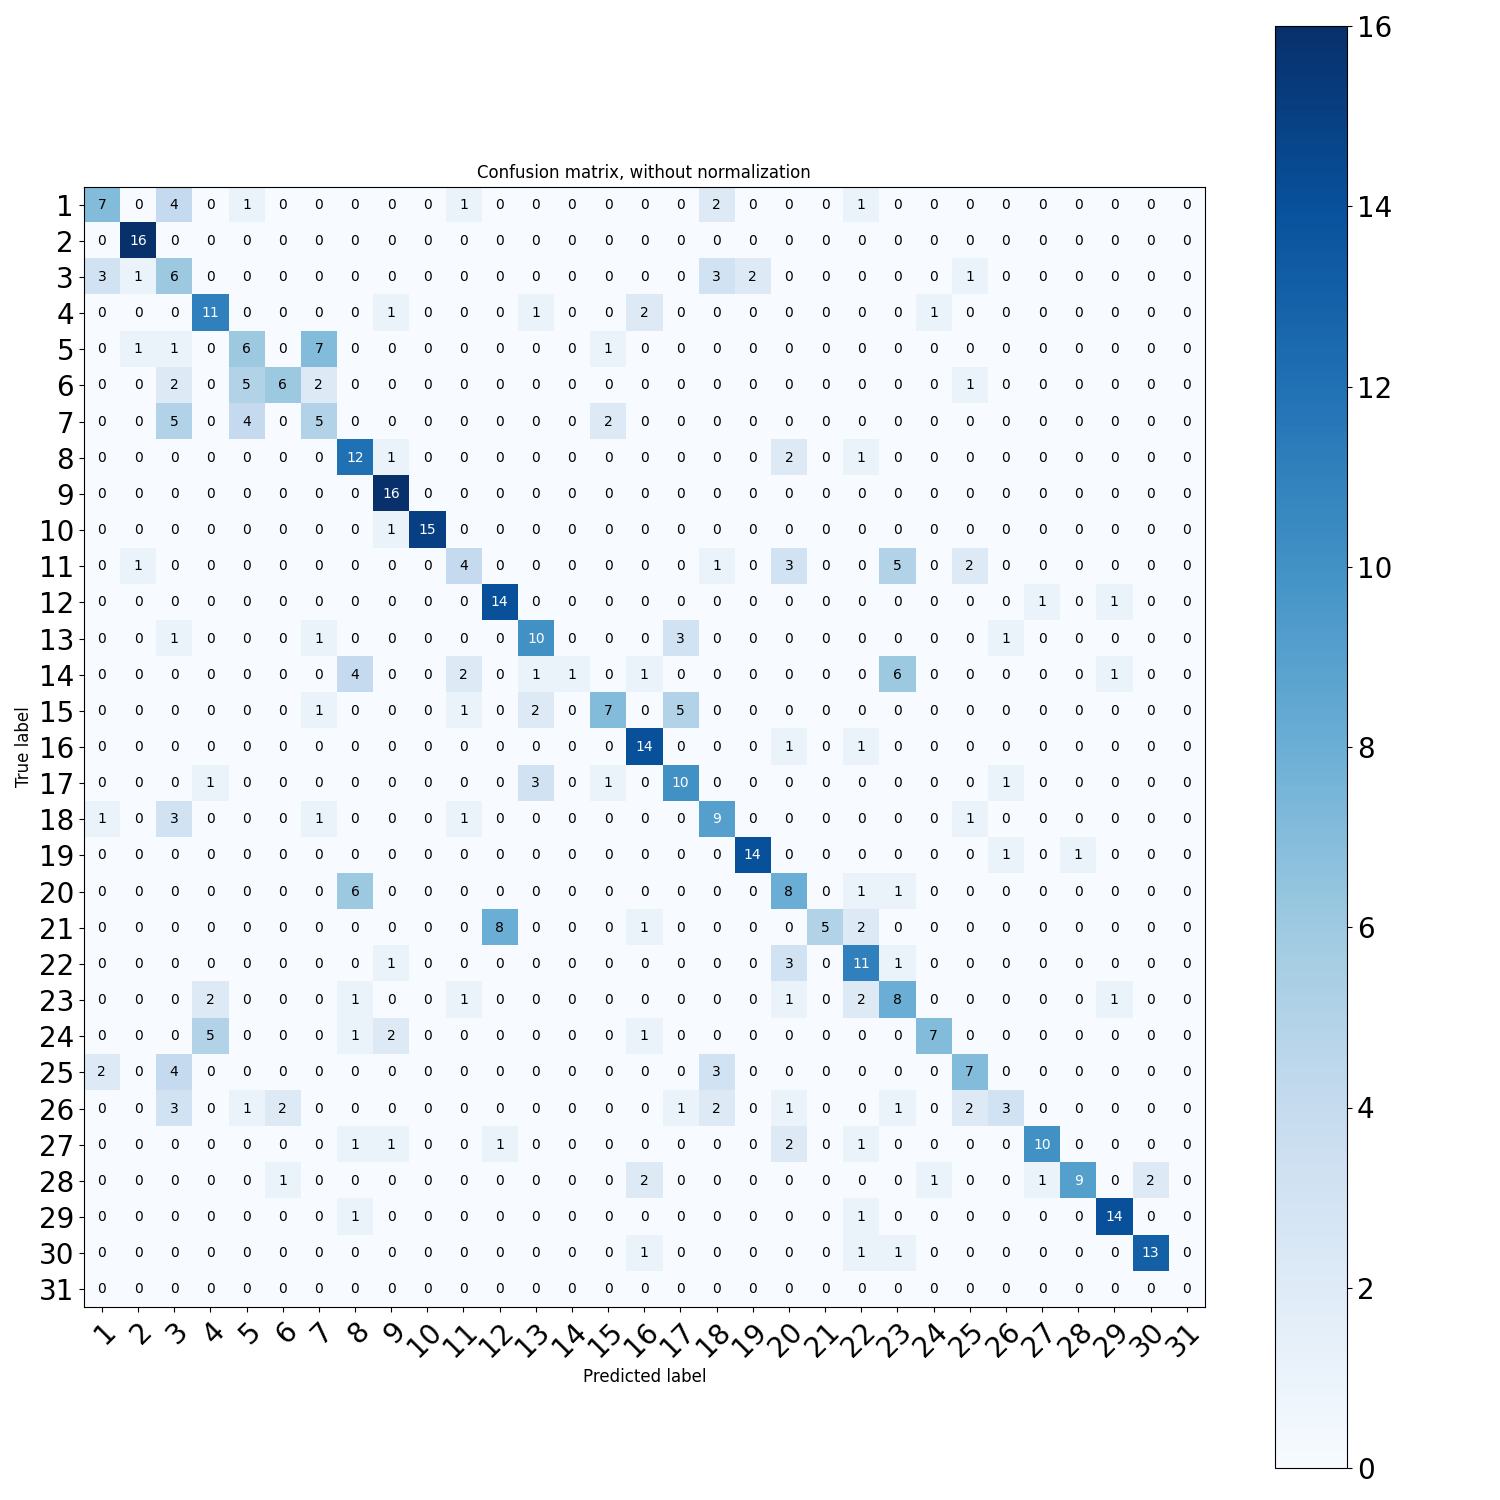 Confusion matrix, without normalization
1 7 0 4 0 1 0 0 0 0 0 1 0 0 0 0 0 0 2 0 0 0 1 0 0 0 0 0 0 0 0 0
2 0 16 0 0 0 0 0 0 0 0 0 0 0 0 0 0 0 0 0 0 0 0 0 0 0 0 0 0 0 0 0
3 3 1 6 0 0 0 0 0 0 0 0 0 0 0 0 0 0 3 2 0 0 0 0 0 1 0 0 0 0 0 0
4 0 0 0 11 0 0 0 0 1 0 0 0 1 0 0 2 0 0 0 0 0 0 0 1 0 0 0 0 0 0 0
5 0 1 1 0 6 0 7 0 0 0 0 0 0 0 1 0 0 0 0 0 0 0 0 0 0 0 0 0 0 0 0
6 0 0 2 0 5 6 2 0 0 0 0 0 0 0 0 0 0 0 0 0 0 0 0 0 1 0 0 0 0 0 0
7 0 0 5 0 4 0 5 0 0 0 0 0 0 0 2 0 0 0 0 0 0 0 0 0 0 0 0 0 0 0 0
8 0 0 0 0 0 0 0 12 1 0 0 0 0 0 0 0 0 0 0 2 0 1 0 0 0 0 0 0 0 0 0
9 0 0 0 0 0 0 0 0 16 0 0 0 0 0 0 0 0 0 0 0 0 0 0 0 0 0 0 0 0 0 0
10 0 0 0 0 0 0 0 0 1 15 0 0 0 0 0 0 0 0 0 0 0 0 0 0 0 0 0 0 0 0 0
11 0 1 0 0 0 0 0 0 0 0 4 0 0 0 0 0 0 1 0 3 0 0 5 0 2 0 0 0 0 0 0
12 0 0 0 0 0 0 0 0 0 0 0 14 0 0 0 0 0 0 0 0 0 0 0 0 0 0 1 0 1 0 0
13 0 0 1 0 0 0 1 0 0 0 0 0 10 0 0 0 3 0 0 0 0 0 0 0 0 1 0 0 0 0 0
14 0 0 0 0 0 0 0 4 0 0 2 0 1 1 0 1 0 0 0 0 0 0 6 0 0 0 0 0 1 0 0
15 0 0 0 0 0 0 1 0 0 0 1 0 2 0 7 0 5 0 0 0 0 0 0 0 0 0 0 0 0 0 0
16 0 0 0 0 0 0 0 0 0 0 0 0 0 0 0 14 0 0 0 1 0 1 0 0 0 0 0 0 0 0 0
17 0 0 0 1 0 0 0 0 0 0 0 0 3 0 1 0 10 0 0 0 0 0 0 0 0 1 0 0 0 0 0
18 1 0 3 0 0 0 1 0 0 0 1 0 0 0 0 0 0 9 0 0 0 0 0 0 1 0 0 0 0 0 0
19 0 0 0 0 0 0 0 0 0 0 0 0 0 0 0 0 0 0 14 0 0 0 0 0 0 1 0 1 0 0 0
20 0 0 0 0 0 0 0 6 0 0 0 0 0 0 0 0 0 0 0 8 0 1 1 0 0 0 0 0 0 0 0
21 0 0 0 0 0 0 0 0 0 0 0 8 0 0 0 1 0 0 0 0 5 2 0 0 0 0 0 0 0 0 0
22 0 0 0 0 0 0 0 0 1 0 0 0 0 0 0 0 0 0 0 3 0 11 1 0 0 0 0 0 0 0 0
23 0 0 0 2 0 0 0 1 0 0 1 0 0 0 0 0 0 0 0 1 0 2 8 0 0 0 0 0 1 0 0
24 0 0 0 5 0 0 0 1 2 0 0 0 0 0 0 1 0 0 0 0 0 0 0 7 0 0 0 0 0 0 0
25 2 0 4 0 0 0 0 0 0 0 0 0 0 0 0 0 0 3 0 0 0 0 0 0 7 0 0 0 0 0 0
26 0 0 3 0 1 2 0 0 0 0 0 0 0 0 0 0 1 2 0 1 0 0 1 0 2 3 0 0 0 0 0
27 0 0 0 0 0 0 0 1 1 0 0 1 0 0 0 0 0 0 0 2 0 1 0 0 0 0 10 0 0 0 0
28 0 0 0 0 0 1 0 0 0 0 0 0 0 0 0 2 0 0 0 0 0 0 0 1 0 0 1 9 0 2 0
29 0 0 0 0 0 0 0 1 0 0 0 0 0 0 0 0 0 0 0 0 0 1 0 0 0 0 0 0 14 0 0
30 0 0 0 0 0 0 0 0 0 0 0 0 0 0 0 1 0 0 0 0 0 1 1 0 0 0 0 0 0 13 0
31 0 0 0 0 0 0 0 0 0 0 0 0 0 0 0 0 0 0 0 0 0 0 0 0 0 0 0 0 0 0 0
1 2 3 4 5 6 7 8 9 10 11 12 13 14 15 16 17 18 19 20 21 22 23 24 25 26 27 28 29 30 31
Predicted label
True label
16
14
12
10
8
6
4
2
0